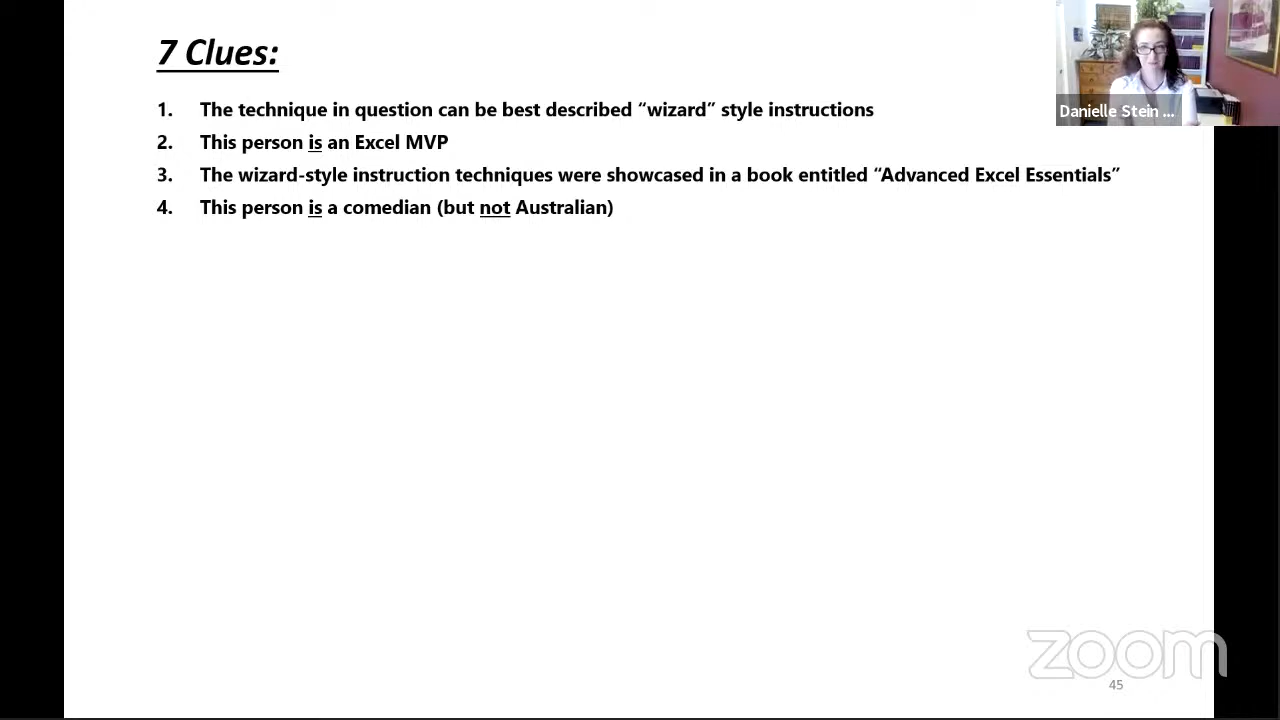 7 Clues:
1. The technique in question can be best described “wizard” style instructions
2. This person is an Excel MVP
3. The wizard-style instruction techniques were showcased in a book entitled “Advanced Excel Essentials”
4. This person is a comedian (but not Australian)
Danielle Stein ...
zoom
45